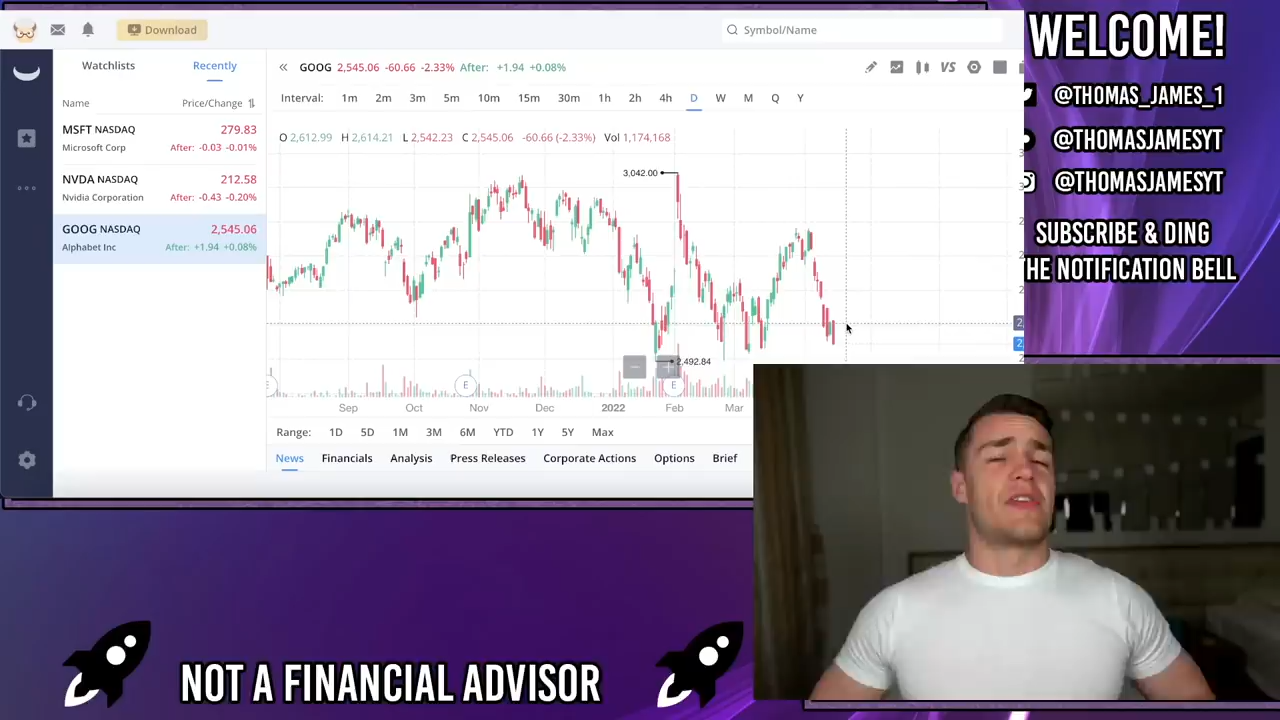 Download
Symbol/Name
Watchlists
Recently
Name
Price/Change
MSFT NASDAQ
279.83
Microsoft Corp
After: -0.03 -0.01%
NVDA NASDAQ
212.58
Nvidia Corporation
After: -0.43 -0.20%
GOOG NASDAQ
2,545.06
Alphabet Inc
After: +1.94 +0.08%
GOOG 2,545.06 -60.66 -2.33% After: +1.94 +0.08%
VS
Interval: 1m 2m 3m 5m 10m 15m 30m 1h 2h 4h D W M Q Y
O 2,612.99 H 2,614.21 L 2,542.23 C 2,545.06 -60.66 (-2.33%) Vol 1,174,168
3,042.00
2,492.84
E
E
Sep Oct Nov Dec 2022 Feb Mar
Range: 1D 5D 1M 3M 6M YTD 1Y 5Y Max
News Financials Analysis Press Releases Corporate Actions Options Brief
WELCOME!
@THOMAS_JAMES_1
@THOMASJAMESYT
@THOMASJAMESYT
SUBSCRIBE & DING
THE NOTIFICATION BELL
NOT A FINANCIAL ADVISOR